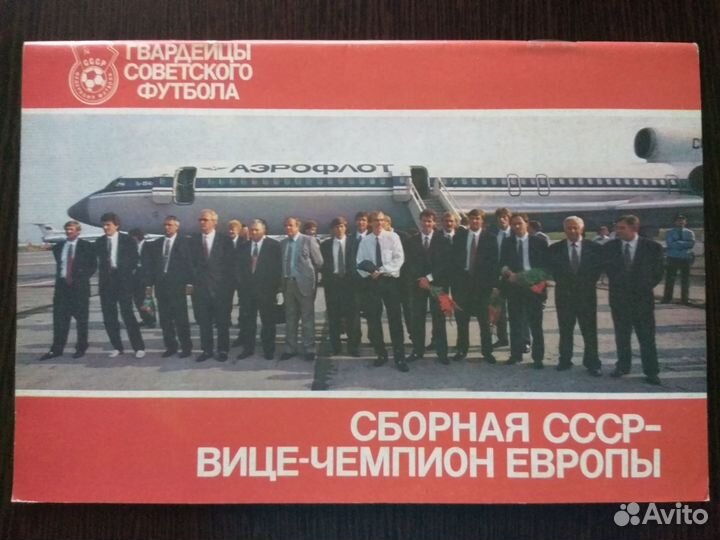 ГВАРДЕЙЦЫ
СОВЕТСКОГО
ФУТБОЛА
СССР
АЭРОФЛОТ
СБОРНАЯ СССР-
ВИЦЕ-ЧЕМПИОН ЕВРОПЫ
Avito